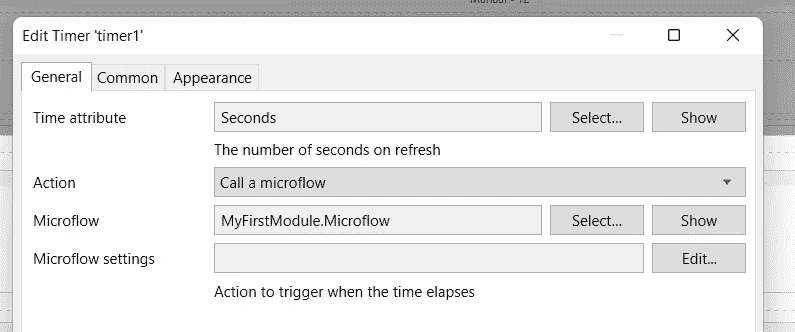 Edit Timer 'timer1'
General Common Appearance
Time attribute Seconds Select... Show
The number of seconds on refresh
Action Call a microflow
Microflow MyFirstModule.Microflow Select... Show
Microflow settings Edit...
Action to trigger when the time elapses